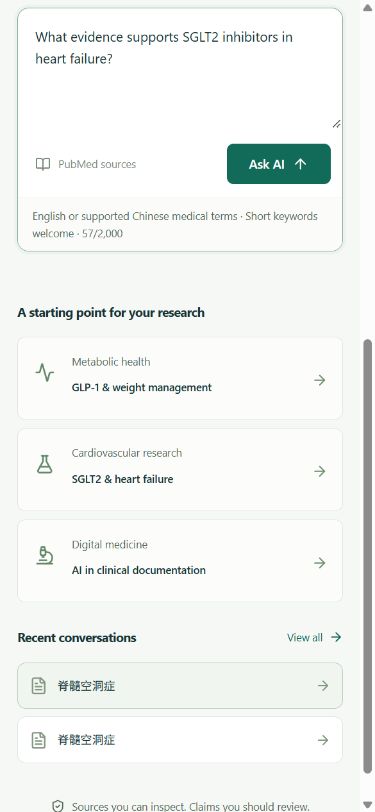 What evidence supports SGLT2 inhibitors in
heart failure?
PubMed sources
Ask AI
English or supported Chinese medical terms · Short keywords
welcome · 57/2,000
A starting point for your research
Metabolic health
GLP-1 & weight management
Cardiovascular research
SGLT2 & heart failure
Digital medicine
AI in clinical documentation
Recent conversations
View all
脊髓空洞症
脊髓空洞症
Sources you can inspect. Claims you should review.